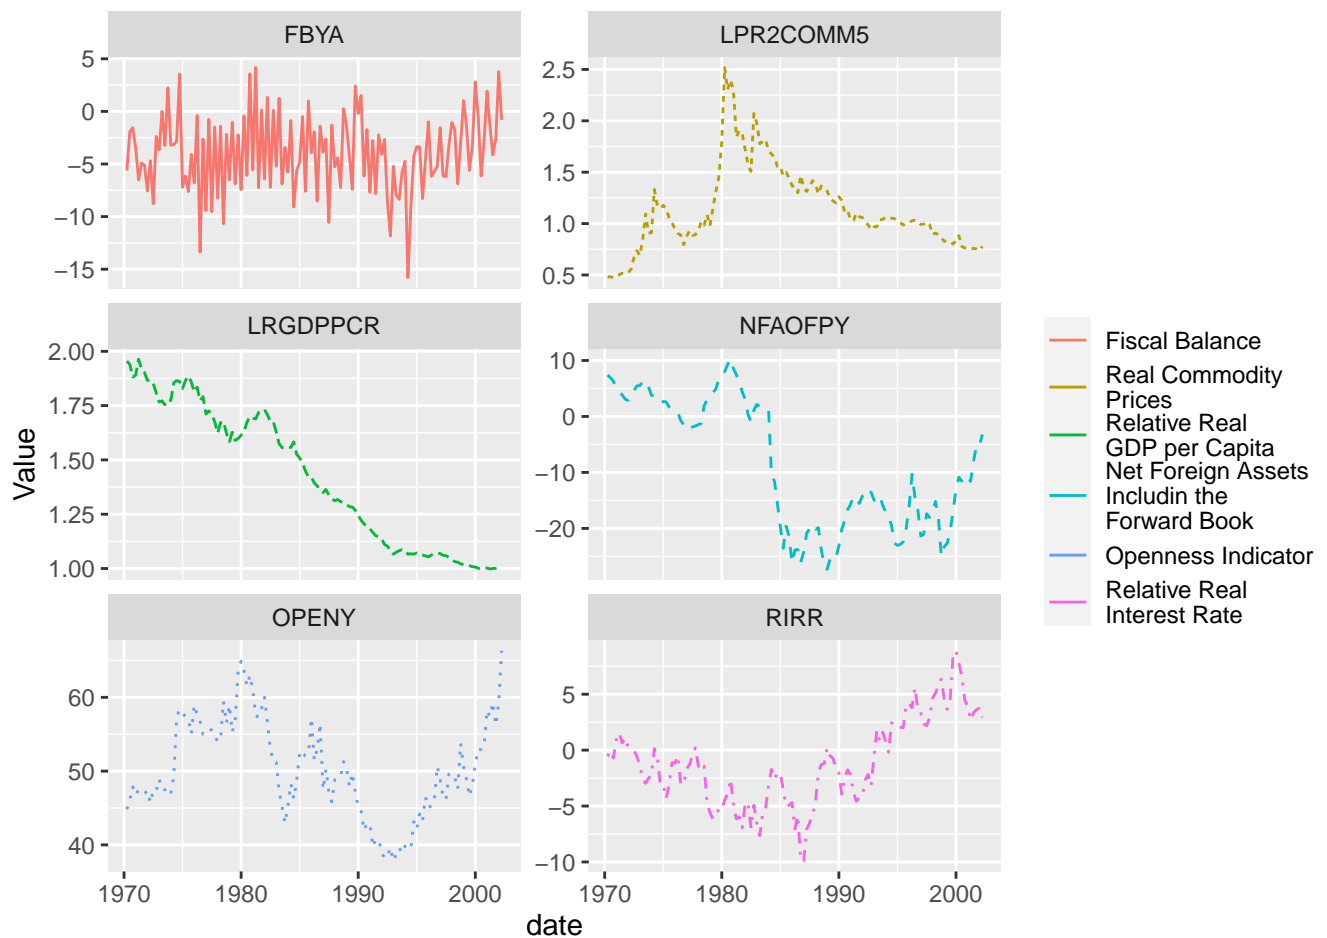 FBYA
LPR2COMM5
5
0
−5
−10
−15
2.5
2.0
1.5
1.0
0.5
LRGDPPCR
NFAOFPY
2.00
1.75
1.50
1.25
1.00
10
0
−10
−20
OPENY
RIRR
60
50
40
5
0
−5
−10
1970
1980
1990
2000
1970
1980
1990
2000
date
Value
Fiscal Balance
Real Commodity
Prices
Relative Real
GDP per Capita
Net Foreign Assets
Includin the
Forward Book
Openness Indicator
Relative Real
Interest Rate